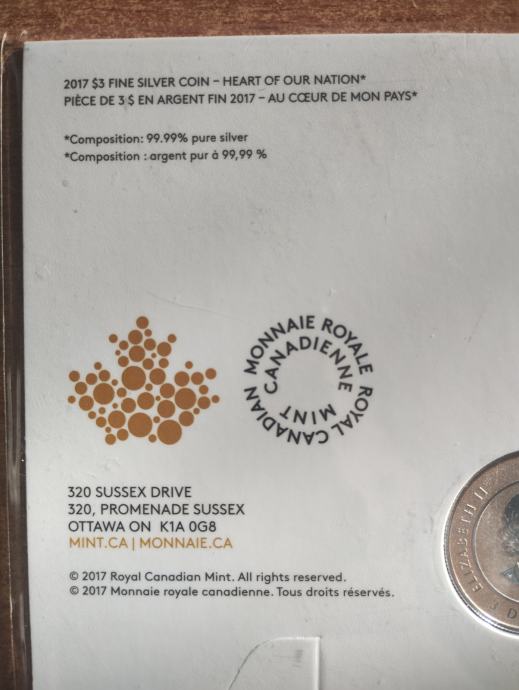 2017 $3 FINE SILVER COIN – HEART OF OUR NATION*
PIÈCE DE 3 $ EN ARGENT FIN 2017 – AU CŒUR DE MON PAYS*
*Composition: 99.99% pure silver
*Composition : argent pur à 99,99 %
MONNAIE ROYALE CANADIENNE
ROYAL CANADIAN MINT
320 SUSSEX DRIVE
320, PROMENADE SUSSEX
OTTAWA ON K1A 0G8
MINT.CA | MONNAIE.CA
© 2017 Royal Canadian Mint. All rights reserved.
© 2017 Monnaie royale canadienne. Tous droits réservés.
ELIZABETH II
3 D